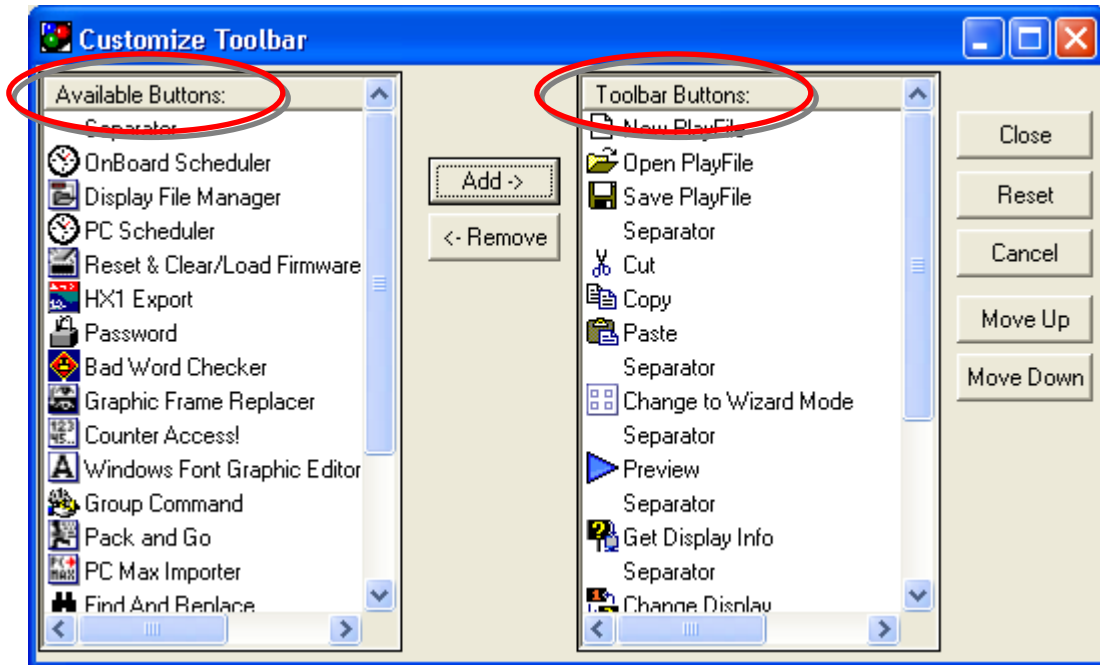 Customize Toolbar
Available Buttons:
Separator
OnBoard Scheduler
Display File Manager
PC Scheduler
Reset & Clear/Load Firmware
HX1 Export
Password
Bad Word Checker
Graphic Frame Replacer
Counter Access!
Windows Font Graphic Editor
Group Command
Pack and Go
PC Max Importer
Find And Replace
Add ->
<- Remove
Toolbar Buttons:
New PlayFile
Open PlayFile
Save PlayFile
Separator
Cut
Copy
Paste
Separator
Change to Wizard Mode
Separator
Preview
Separator
Get Display Info
Separator
Change Display
Close
Reset
Cancel
Move Up
Move Down